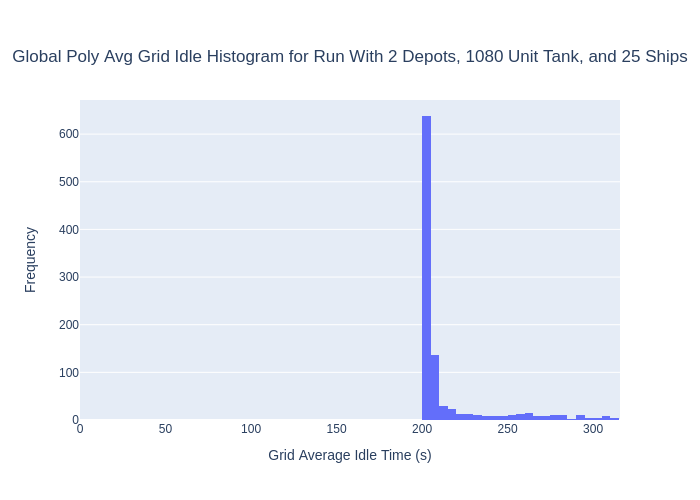 Global Poly Avg Grid Idle Histogram for Run With 2 Depots, 1080 Unit Tank, and 25 Ships
600
500
400
300
200
100
0
0 50 100 150 200 250 300
Frequency
Grid Average Idle Time (s)